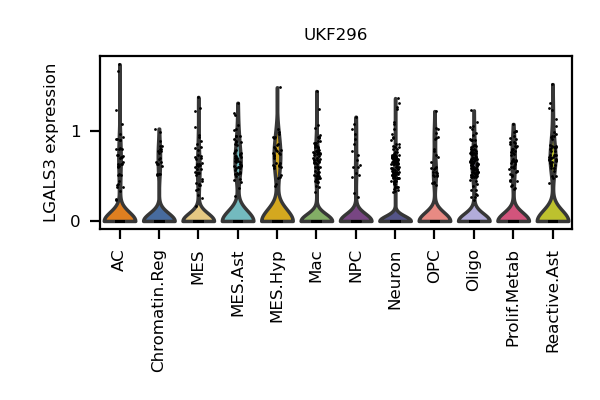 UKF296
LGALS3 expression
1
0
AC
Chromatin.Reg
MES
MES.Ast
MES.Hyp
Mac
NPC
Neuron
OPC
Oligo
Prolif.Metab
Reactive.Ast